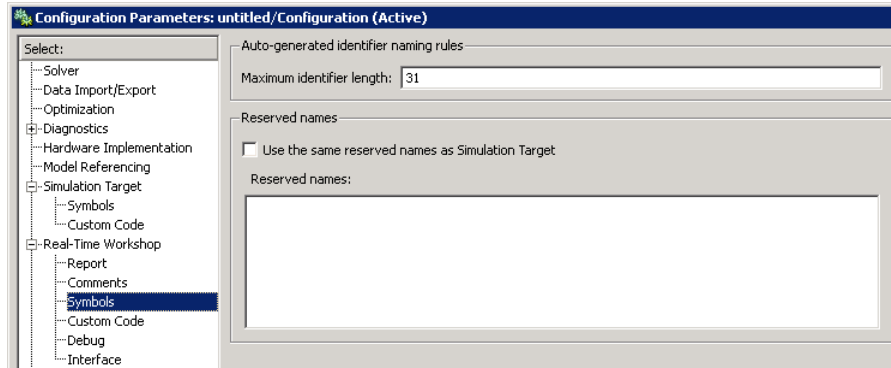 Configuration Parameters: untitled/Configuration (Active)
Select:
Solver
Data Import/Export
Optimization
Diagnostics
Hardware Implementation
Model Referencing
Simulation Target
Symbols
Custom Code
Real-Time Workshop
Report
Comments
Symbols
Custom Code
Debug
Interface
Auto-generated identifier naming rules
Maximum identifier length: 31
Reserved names
Use the same reserved names as Simulation Target
Reserved names: